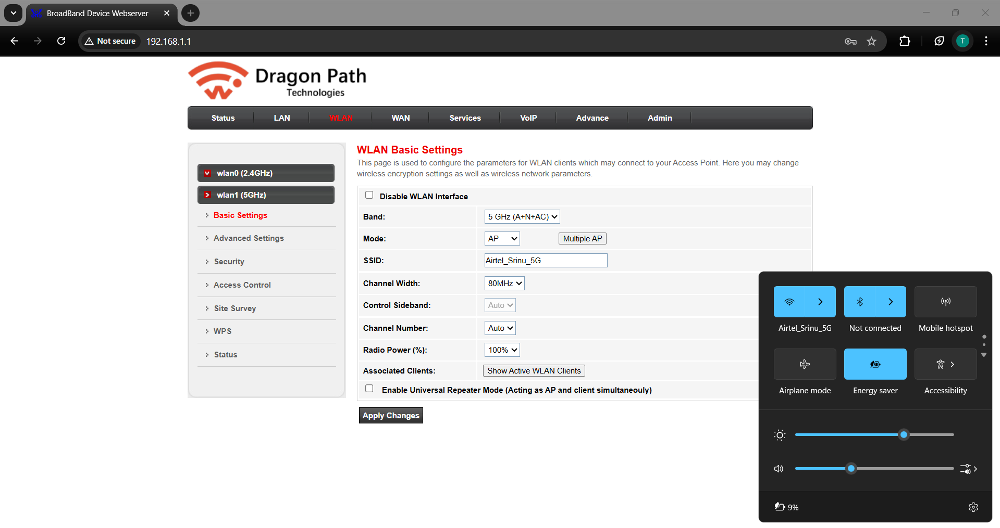 BroadBand Device Webserver
Not secure
192.168.1.1
T
Dragon Path
Technologies
Status
LAN
WLAN
WAN
Services
VoIP
Advance
Admin
wlan0 (2.4GHz)
wlan1 (5GHz)
Basic Settings
Advanced Settings
Security
Access Control
Site Survey
WPS
Status
WLAN Basic Settings
This page is used to configure the parameters for WLAN clients which may connect to your Access Point. Here you may change
wireless encryption settings as well as wireless network parameters.
Disable WLAN Interface
Band: 5 GHz (A+N+AC)
Mode: AP Multiple AP
SSID: Airtel_Srinu_5G
Channel Width: 80MHz
Control Sideband: Auto
Channel Number: Auto
Radio Power (%): 100%
Associated Clients: Show Active WLAN Clients
Enable Universal Repeater Mode (Acting as AP and client simultaneouly)
Apply Changes
Airtel_Srinu_5G
Not connected
Mobile hotspot
Airplane mode
Energy saver
Accessibility
9%